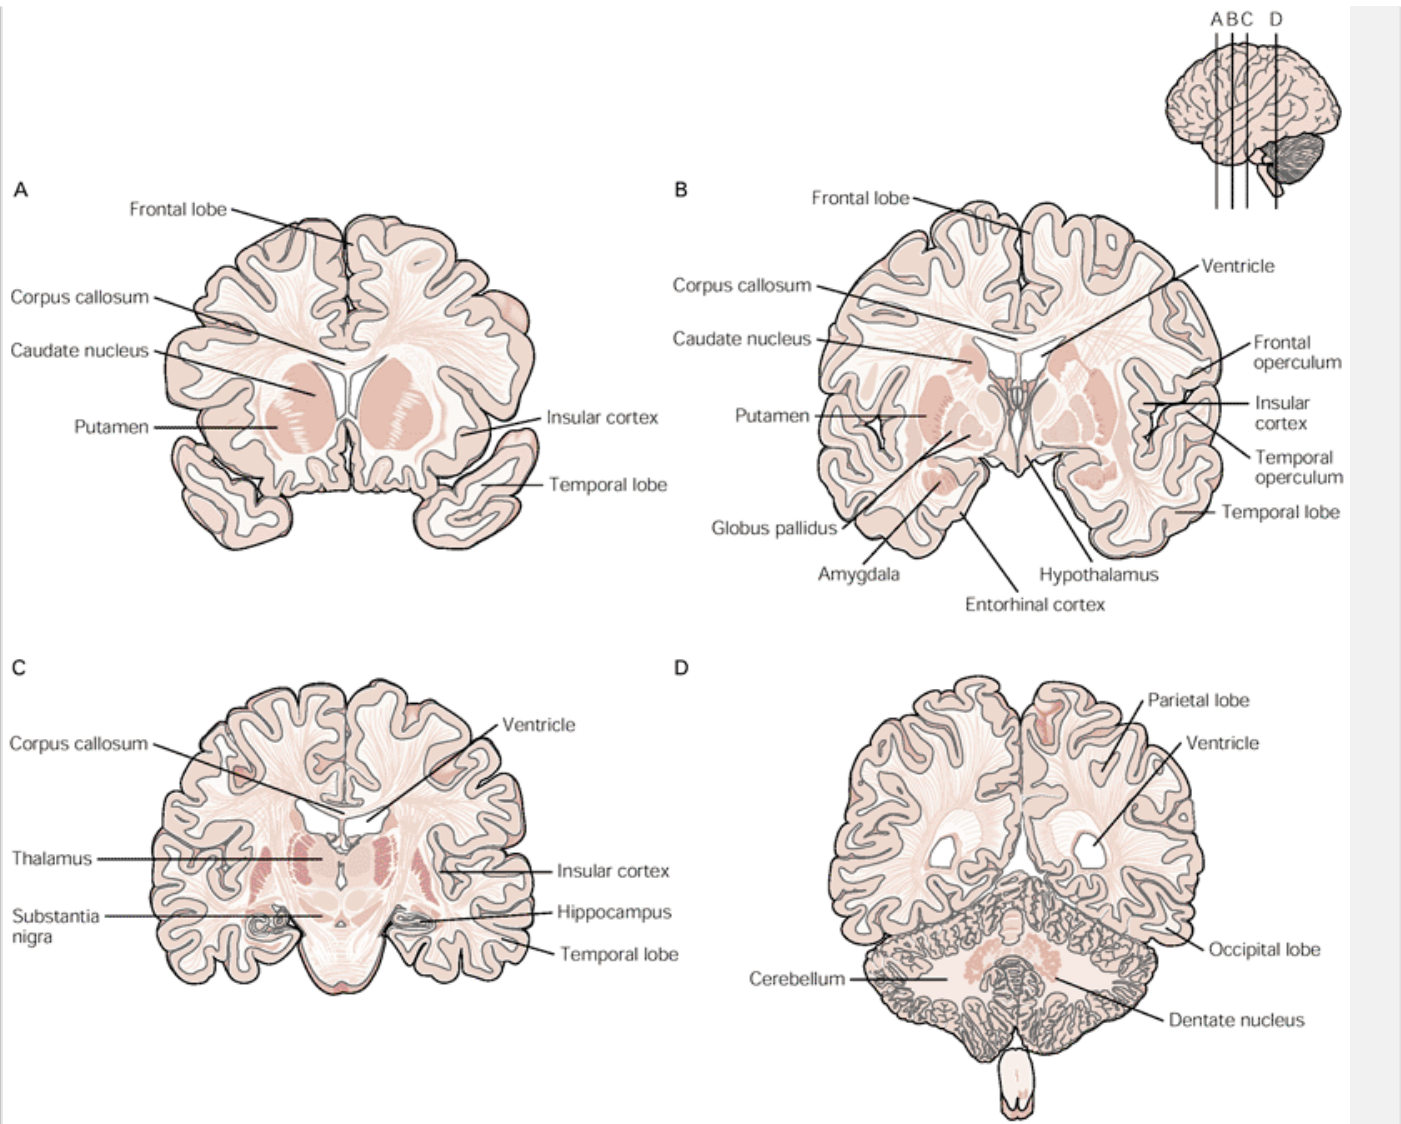 A B C D
A
Frontal lobe
Corpus callosum
Caudate nucleus
Putamen
Insular cortex
Temporal lobe
B
Frontal lobe
Corpus callosum
Caudate nucleus
Putamen
Globus pallidus
Amygdala
Entorhinal cortex
Hypothalamus
Ventricle
Frontal
operculum
Insular
cortex
Temporal
operculum
Temporal lobe
C
Corpus callosum
Thalamus
Substantia
nigra
Ventricle
Insular cortex
Hippocampus
Temporal lobe
D
Parietal lobe
Ventricle
Occipital lobe
Cerebellum
Dentate nucleus